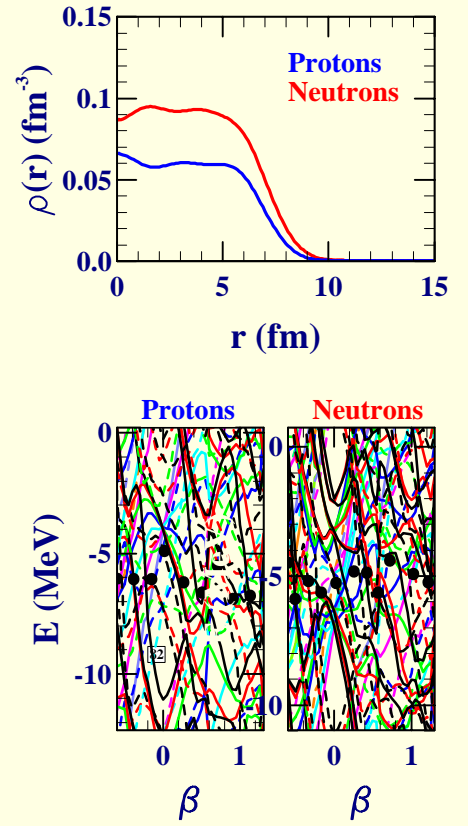 0.15
Protons
Neutrons
0.1
0.05
0.0
ρ(r) (fm-3)
0 5 10 15
r (fm)
Protons Neutrons
0 0
-5 -5
-10
E (MeV)
82
0 1 0 1
β β